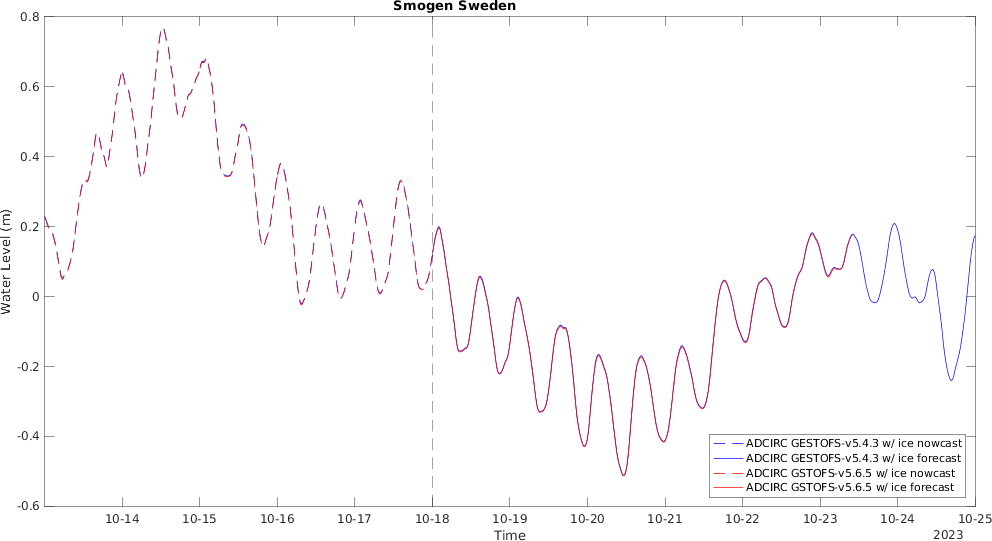 Smogen Sweden
Water Level (m)
0.8
0.6
0.4
0.2
0
-0.2
-0.4
-0.6
10-14 10-15 10-16 10-17 10-18 10-19 10-20 10-21 10-22 10-23 10-24 10-25
Time
2023
ADCIRC GESTOFS-v5.4.3 w/ ice nowcast
ADCIRC GESTOFS-v5.4.3 w/ ice forecast
ADCIRC GSTOFS-v5.6.5 w/ ice nowcast
ADCIRC GSTOFS-v5.6.5 w/ ice forecast